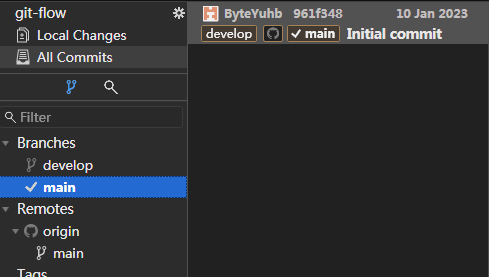 git-flow
Local Changes
All Commits
Filter
Branches
develop
main
Remotes
origin
main
Tags
ByteYuhb 961f348 10 Jan 2023
develop main Initial commit